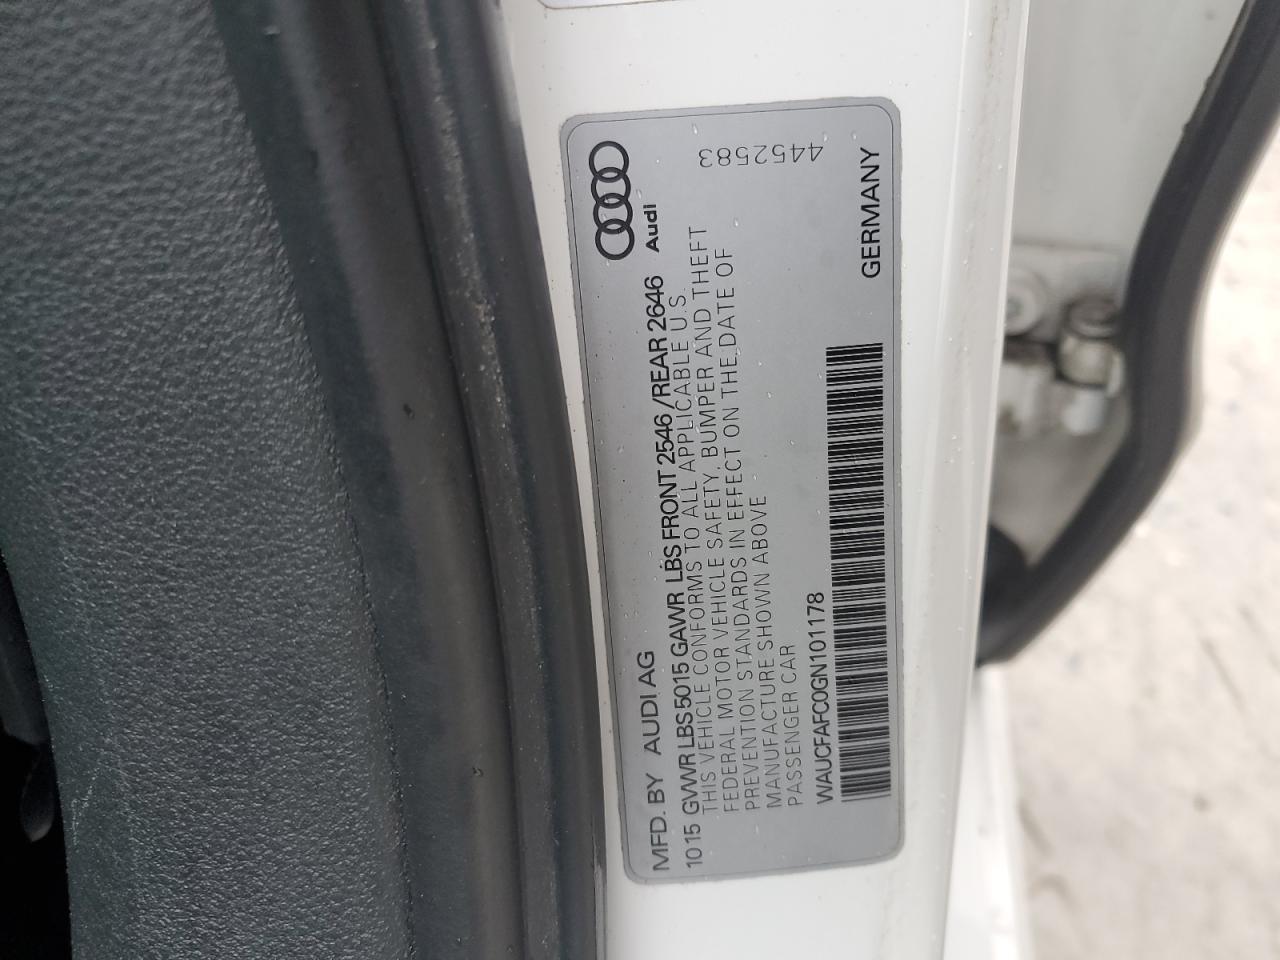 MFD. BY AUDI AG
Audi
1015 GVWR LBS 5015 GAWR LBS FRONT 2546 /REAR 2646
THIS VEHICLE CONFORMS TO ALL APPLICABLE U.S.
FEDERAL MOTOR VEHICLE SAFETY, BUMPER AND THEFT
PREVENTION STANDARDS IN EFFECT ON THE DATE OF
MANUFACTURE SHOWN ABOVE
PASSENGER CAR
4452583
WAUCFAFC0GN101178
GERMANY